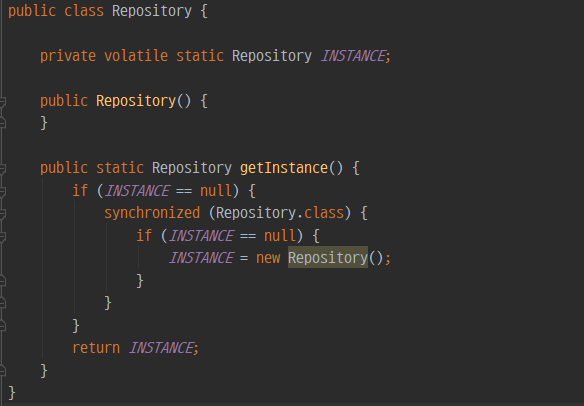 public class Repository {
private volatile static Repository INSTANCE;
public Repository() {
}
public static Repository getInstance() {
if (INSTANCE == null) {
synchronized (Repository.class) {
if (INSTANCE == null) {
INSTANCE = new Repository();
}
}
}
return INSTANCE;
}
}